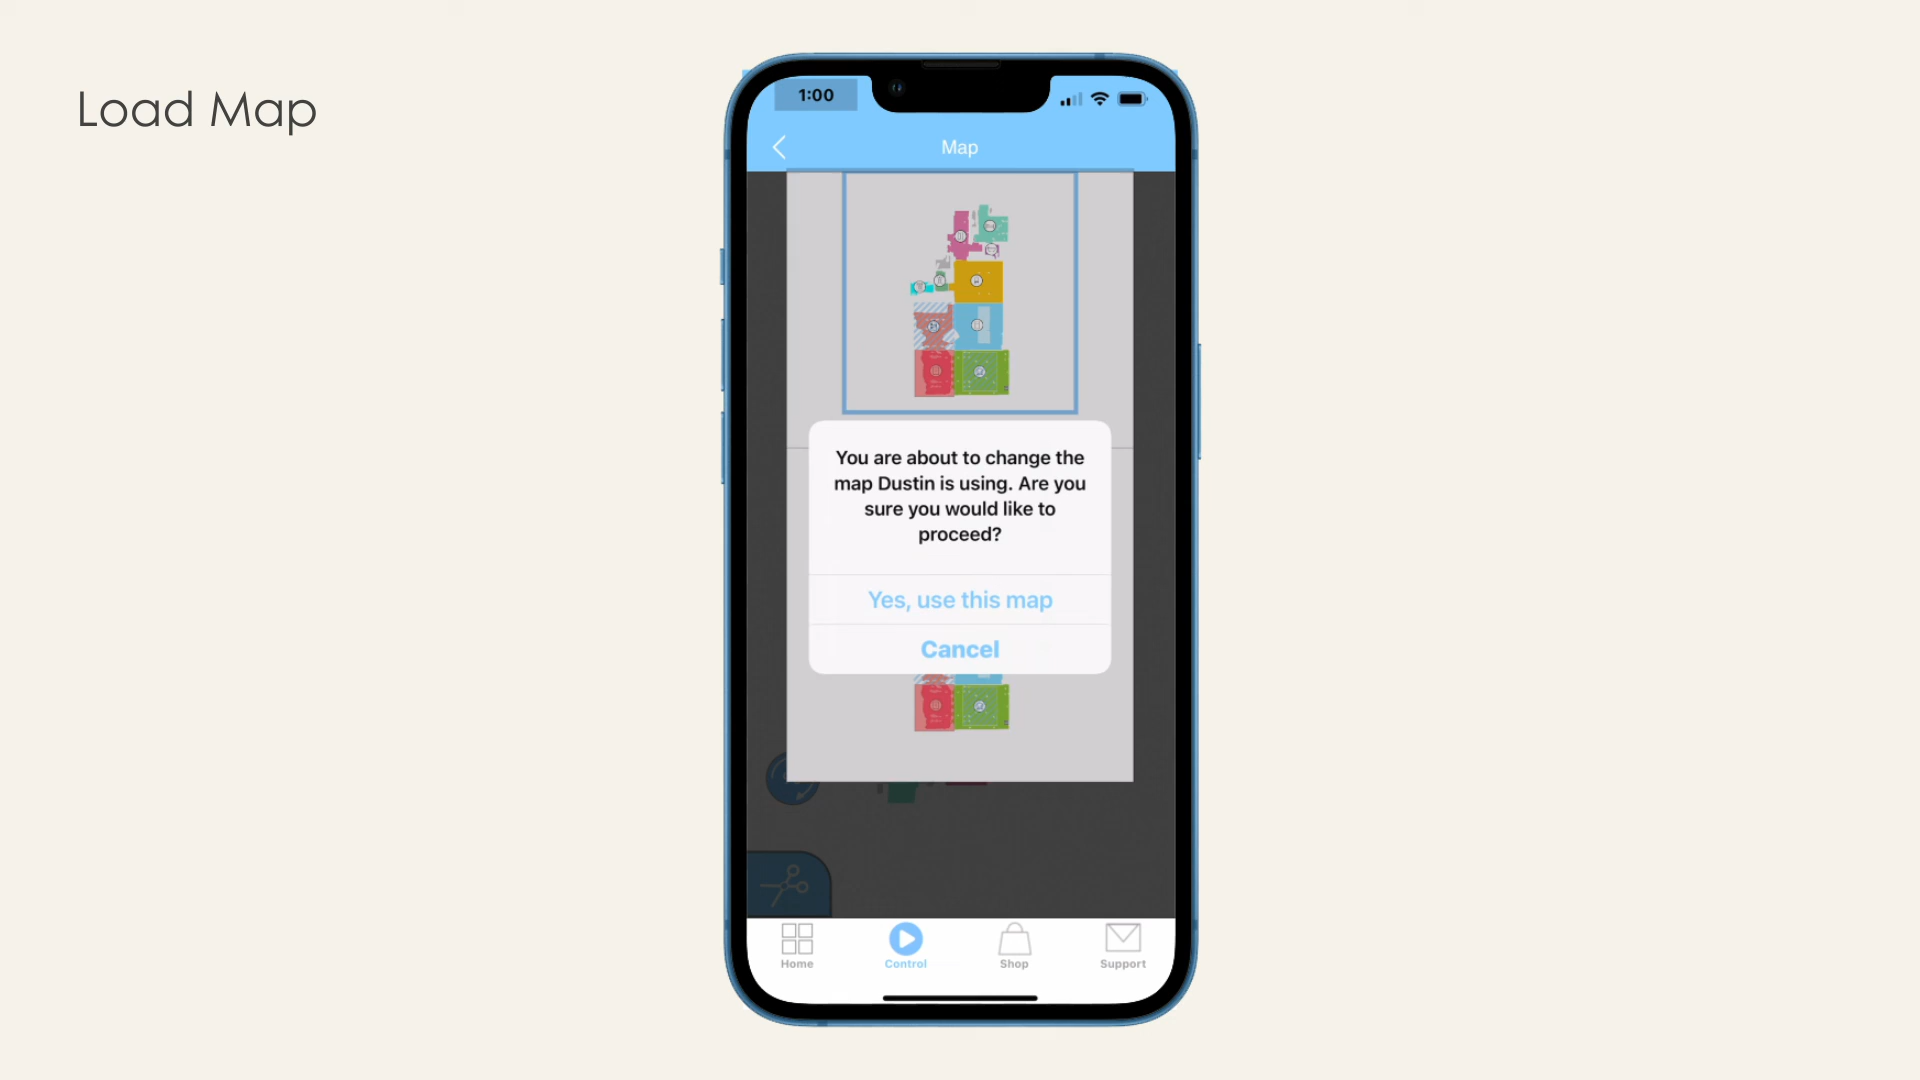 Load Map
1:00
Map
You are about to change the
map Dustin is using. Are you
sure you would like to
proceed?
Yes, use this map
Cancel
Home
Control
Shop
Support